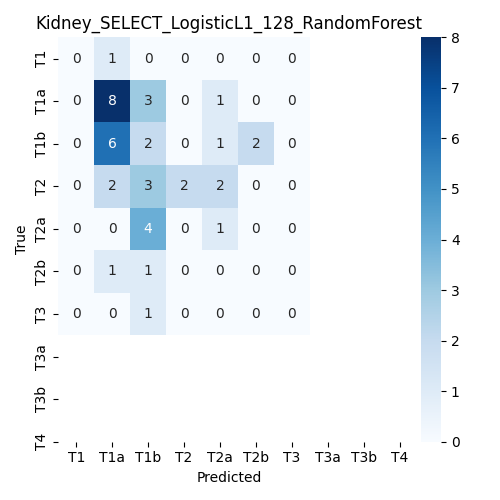 Kidney_SELECT_LogisticL1_128_RandomForest
True
T1 0 1 0 0 0 0 0
T1a 0 8 3 0 1 0 0
T1b 0 6 2 0 1 2 0
T2 0 2 3 2 2 0 0
T2a 0 0 4 0 1 0 0
T2b 0 1 1 0 0 0 0
T3 0 0 1 0 0 0 0
T3a
T3b
T4
T1 T1a T1b T2 T2a T2b T3 T3a T3b T4
Predicted
8
7
6
5
4
3
2
1
0